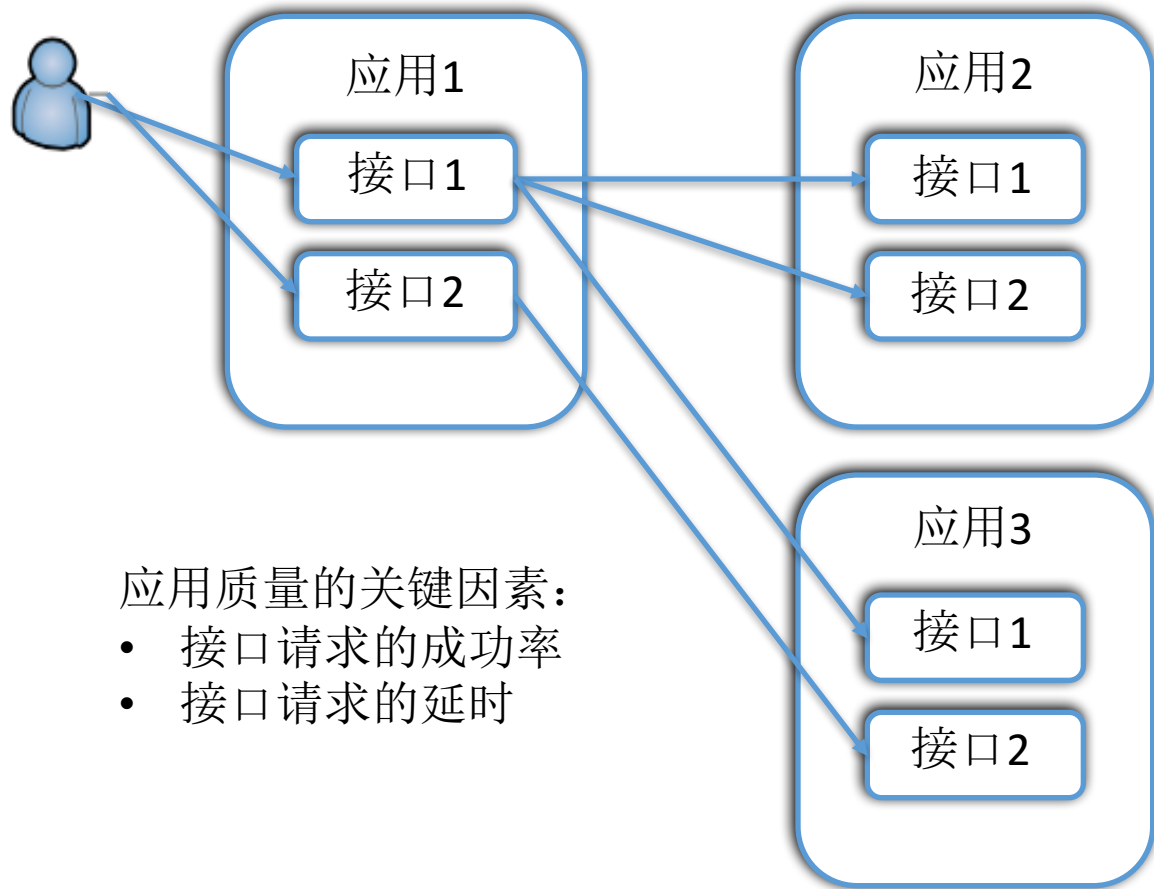 应用1
接口1
接口2
应用2
接口1
接口2
应用3
接口1
接口2
应用质量的关键因素：
• 接口请求的成功率
• 接口请求的延时